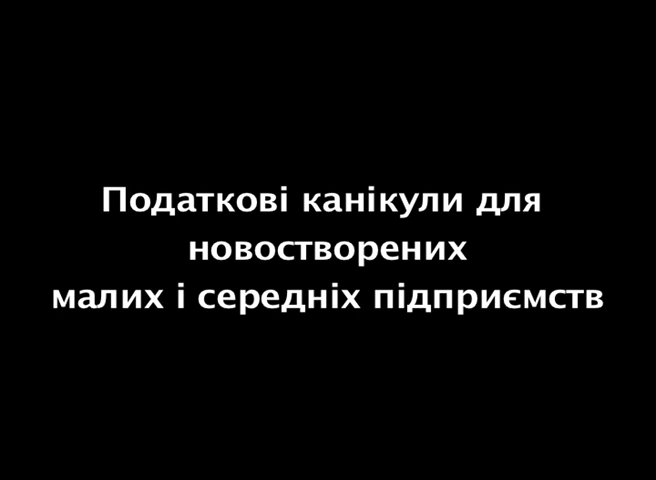 Податкові канікули для
новостворених
малих і середніх підприємств